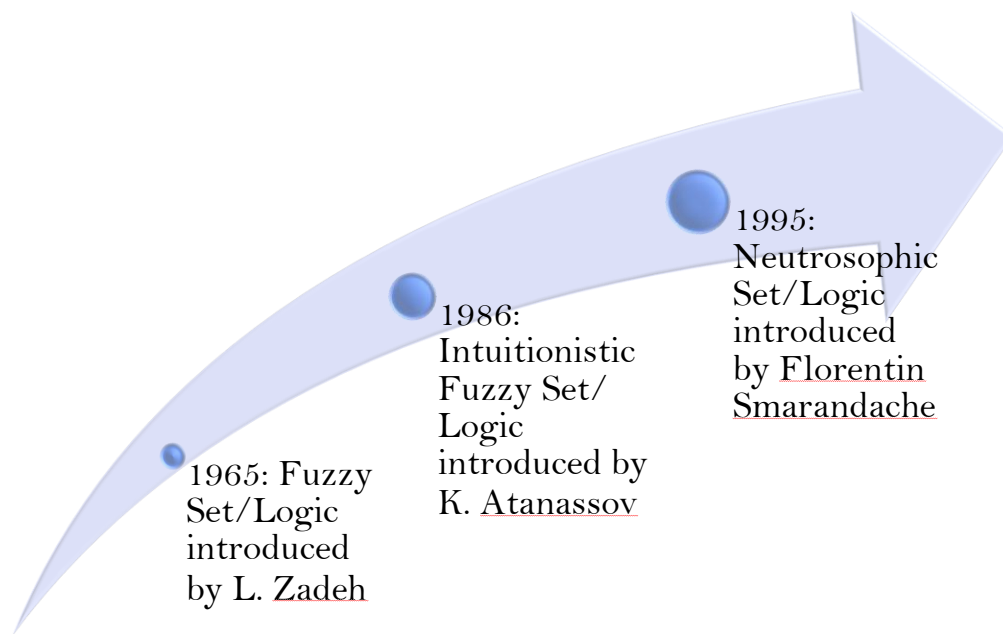 1965: Fuzzy
Set/Logic
introduced
by L. Zadeh
1986:
Intuitionistic
Fuzzy Set/
Logic
introduced by
K. Atanassov
1995:
Neutrosophic
Set/Logic
introduced
by Florentin
Smarandache